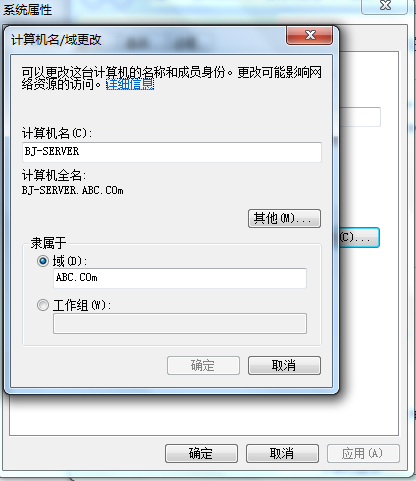 系统属性
计算机名/域更改
可以更改这台计算机的名称和成员身份。更改可能影响网
络资源的访问。详细信息
计算机名(C):
BJ-SERVER
计算机全名:
BJ-SERVER.ABC.COm
其他(M)...
(C)...
隶属于
域(D):
ABC.COm
工作组(W):
确定
取消
确定
取消
应用(A)